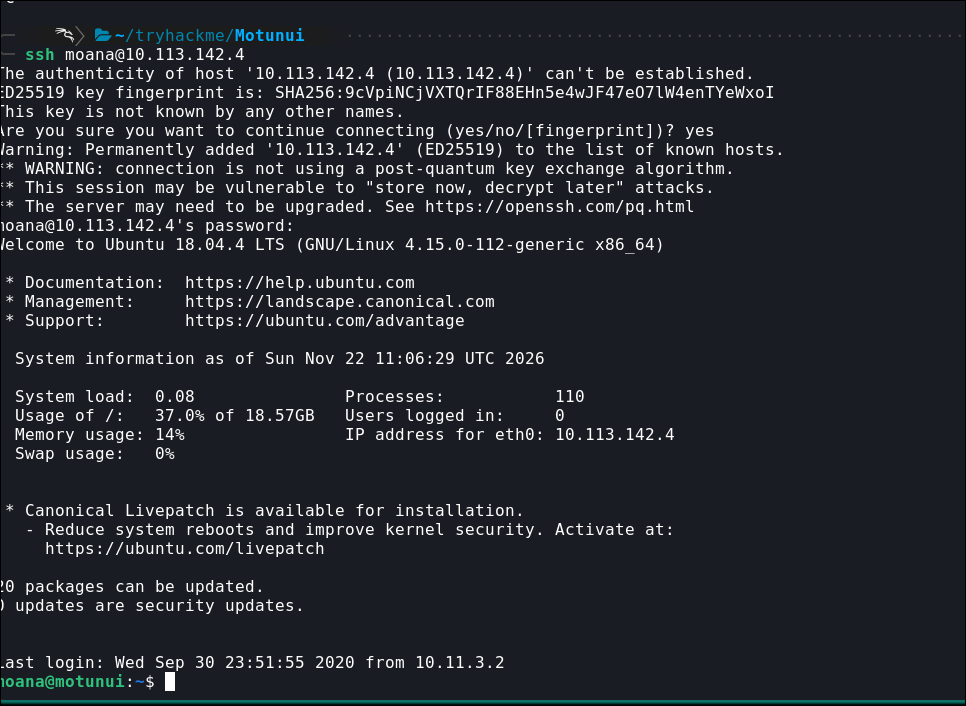 ~/tryhackme/Motunui
ssh moana@10.113.142.4
The authenticity of host '10.113.142.4 (10.113.142.4)' can't be established.
ED25519 key fingerprint is: SHA256:9cVpiNCjVXTQrIF88EHn5e4wJF47eO7lW4enTYeWxoI
This key is not known by any other names.
Are you sure you want to continue connecting (yes/no/[fingerprint])? yes
Warning: Permanently added '10.113.142.4' (ED25519) to the list of known hosts.
** WARNING: connection is not using a post-quantum key exchange algorithm.
** This session may be vulnerable to "store now, decrypt later" attacks.
** The server may need to be upgraded. See https://openssh.com/pq.html
moana@10.113.142.4's password:
Welcome to Ubuntu 18.04.4 LTS (GNU/Linux 4.15.0-112-generic x86_64)
* Documentation:  https://help.ubuntu.com
* Management:     https://landscape.canonical.com
* Support:        https://ubuntu.com/advantage
System information as of Sun Nov 22 11:06:29 UTC 2026
System load:  0.08               Processes:           110
Usage of /:   37.0% of 18.57GB   Users logged in:     0
Memory usage: 14%                IP address for eth0: 10.113.142.4
Swap usage:   0%
* Canonical Livepatch is available for installation.
- Reduce system reboots and improve kernel security. Activate at:
https://ubuntu.com/livepatch
20 packages can be updated.
0 updates are security updates.
Last login: Wed Sep 30 23:51:55 2020 from 10.11.3.2
moana@motunui:~$